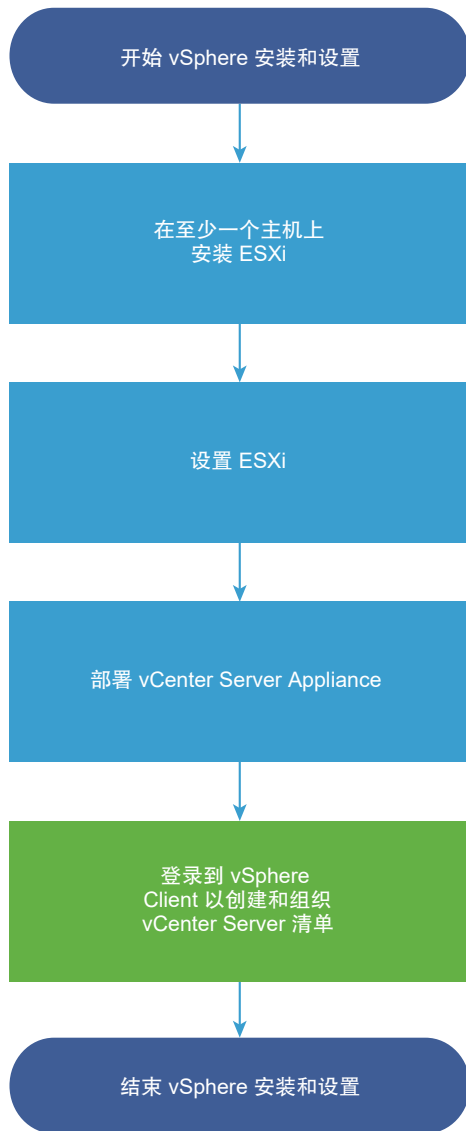 开始 vSphere 安装和设置
在至少一个主机上
安装 ESXi
设置 ESXi
部署 vCenter Server Appliance
登录到 vSphere
Client 以创建和组织
vCenter Server 清单
结束 vSphere 安装和设置